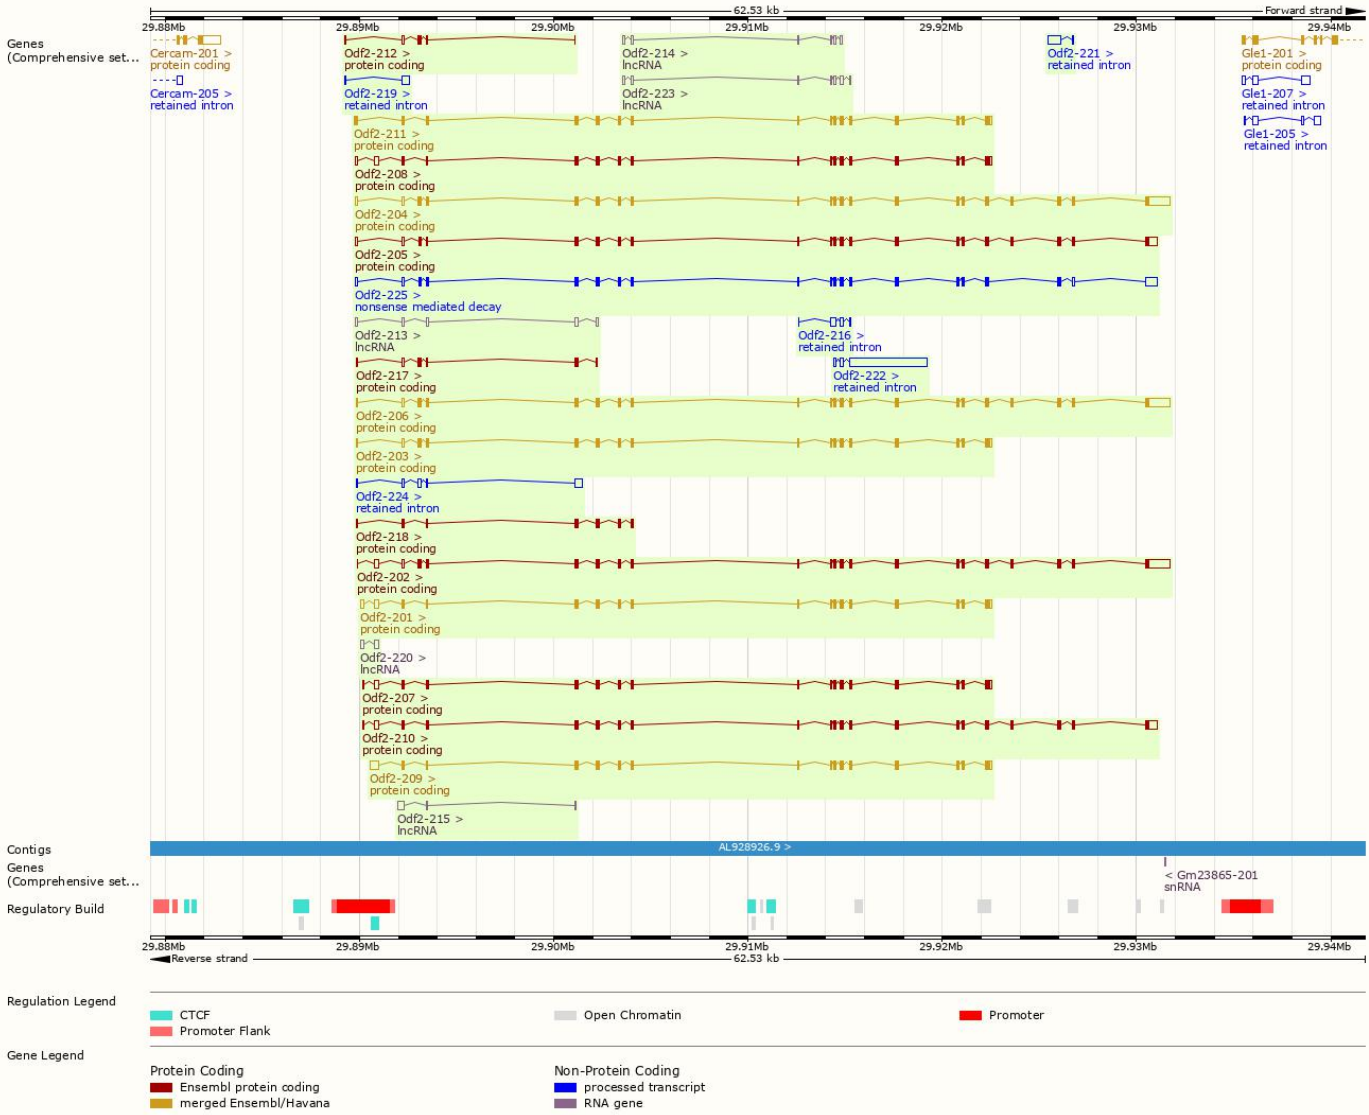 62.53 kb
Forward strand
29.88Mb 29.89Mb 29.90Mb 29.91Mb 29.92Mb 29.93Mb 29.94Mb
Genes
(Comprehensive set...
Cercam-201 >
protein coding
Odf2-212 >
protein coding
Odf2-214 >
lncRNA
Odf2-221 >
retained intron
Gle1-201 >
protein coding
Cercam-205 >
retained intron
Odf2-219 >
retained intron
Odf2-223 >
lncRNA
Gle1-207 >
retained intron
Odf2-211 >
protein coding
Gle1-205 >
retained intron
Odf2-208 >
protein coding
Odf2-204 >
protein coding
Odf2-205 >
protein coding
Odf2-225 >
nonsense mediated decay
Odf2-213 >
lncRNA
Odf2-216 >
retained intron
Odf2-217 >
protein coding
Odf2-222 >
retained intron
Odf2-206 >
protein coding
Odf2-203 >
protein coding
Odf2-224 >
retained intron
Odf2-218 >
protein coding
Odf2-202 >
protein coding
Odf2-201 >
protein coding
Odf2-220 >
lncRNA
Odf2-207 >
protein coding
Odf2-210 >
protein coding
Odf2-209 >
protein coding
Odf2-215 >
lncRNA
Contigs
AL928926.9 >
Genes
(Comprehensive set...
< Gm23865-201
snRNA
Regulatory Build
29.88Mb 29.89Mb 29.90Mb 29.91Mb 29.92Mb 29.93Mb 29.94Mb
Reverse strand
62.53 kb
Regulation Legend
CTCF
Open Chromatin
Promoter
Promoter Flank
Gene Legend
Protein Coding
Non-Protein Coding
Ensembl protein coding
processed transcript
merged Ensembl/Havana
RNA gene